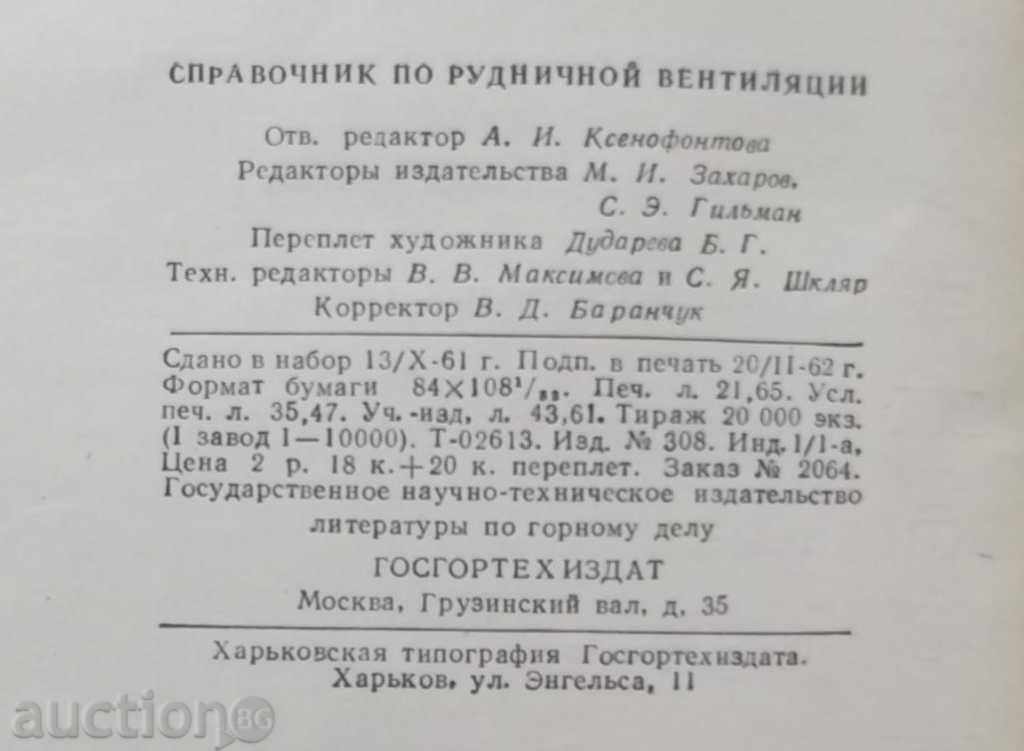 СПРАВОЧНИК ПО РУДНИЧНОЙ ВЕНТИЛЯЦИИ
Отв. редактор А. И. Ксенофонтова
Редакторы издательства М. И. Захаров,
С. Э. Гильман
Переплет художника Дударева Б. Г.
Техн. редакторы В. В. Максимова и С. Я. Шкляр
Корректор В. Д. Баранчук
Сдано в набор 13/X-61 г. Подп. в печать 20/II-62 г.
Формат бумаги 84×108¹/₃₂. Печ. л. 21,65. Усл.
печ. л. 35,47. Уч.-изд. л. 43,61. Тираж 20 000 экз.
(I завод 1—10000). Т-02613. Изд. № 308. Инд. 1/1-а.
Цена 2 р. 18 к.+20 к. переплет. Заказ № 2064.
Государственное научно-техническое издательство
литературы по горному делу
ГОСГОРТЕХИЗДАТ
Москва, Грузинский вал, д. 35
Харьковская типография Госгортехиздата.
Харьков, ул. Энгельса, 11
auction BG